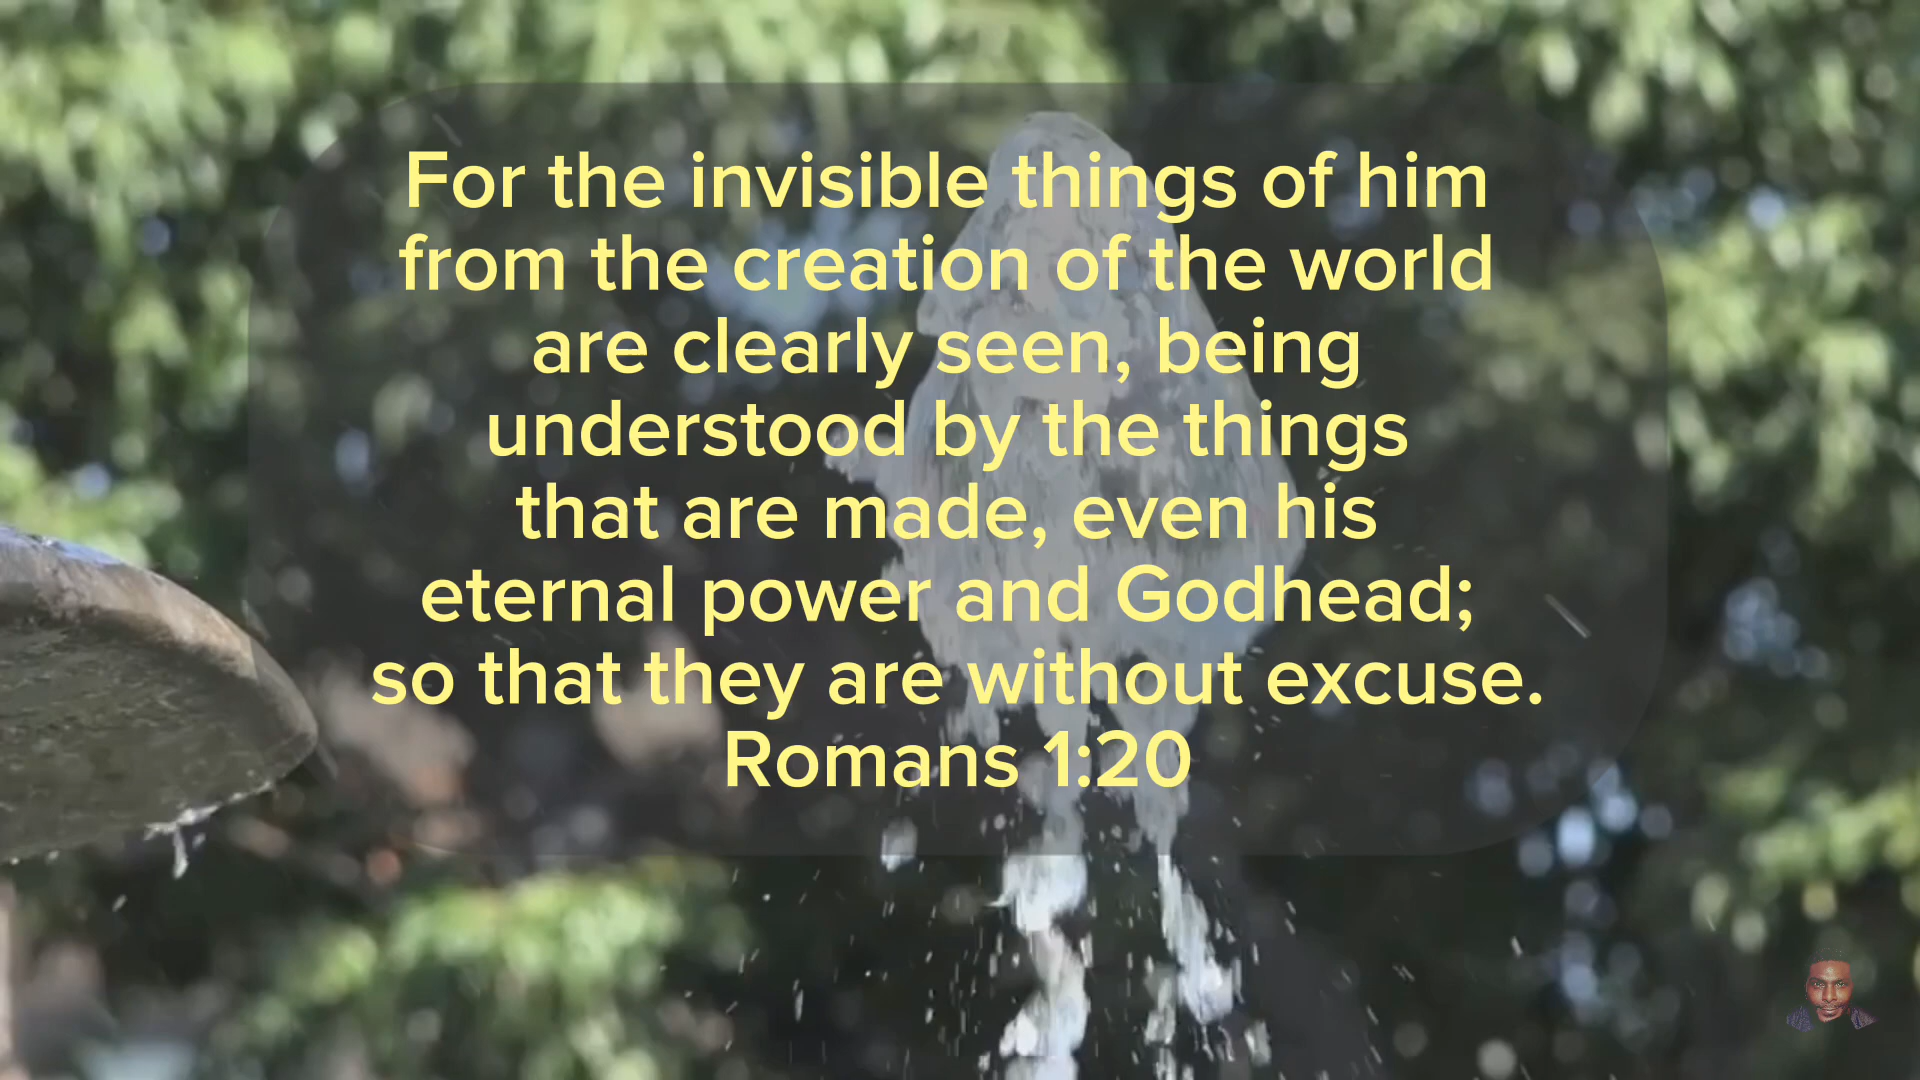 For the invisible things of him
from the creation of the world
are clearly seen, being
understood by the things
that are made, even his
eternal power and Godhead;
so that they are without excuse.
Romans 1:20